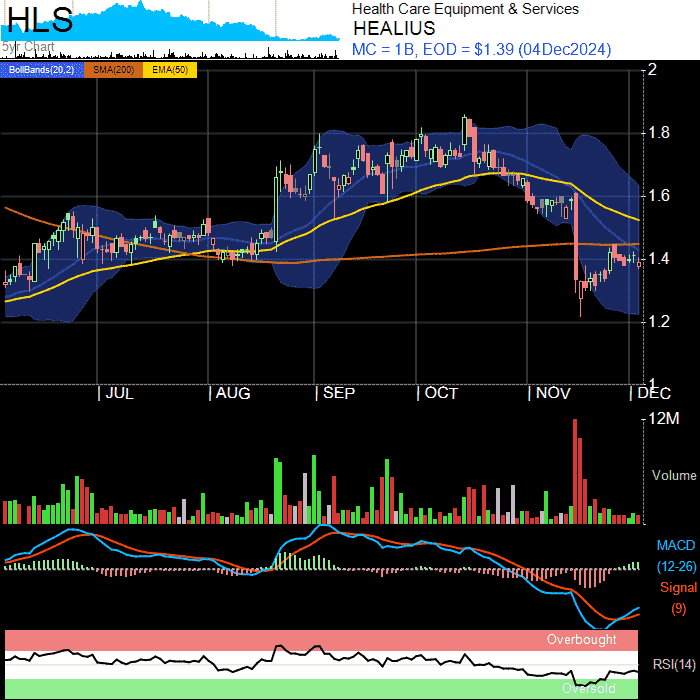 HLS
5yr Chart
Health Care Equipment & Services
HEALIUS
MC = 1B, EOD = $1.39 (04Dec2024)
BollBands(20,2) SMA(200) EMA(50)
2
1.8
1.6
1.4
1.2
1
JUL AUG SEP OCT NOV DEC
12M
Volume
MACD
(12-26)
Signal
(9)
Overbought
RSI(14)
Oversold